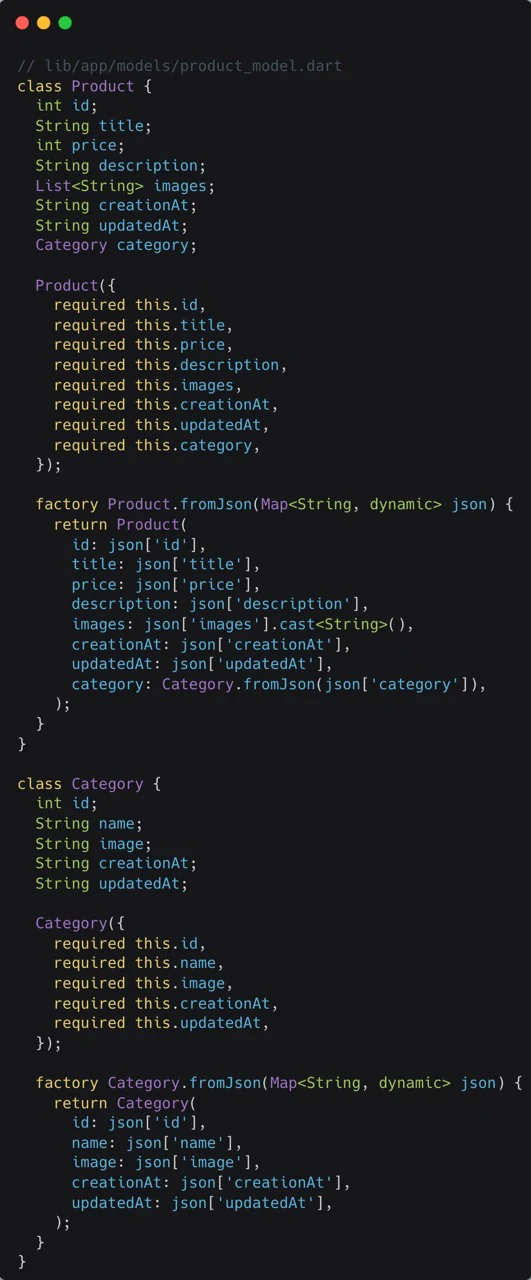 // lib/app/models/product_model.dart
class Product {
  int id;
  String title;
  int price;
  String description;
  List<String> images;
  String creationAt;
  String updatedAt;
  Category category;

  Product({
    required this.id,
    required this.title,
    required this.price,
    required this.description,
    required this.images,
    required this.creationAt,
    required this.updatedAt,
    required this.category,
  });

  factory Product.fromJson(Map<String, dynamic> json) {
    return Product(
      id: json['id'],
      title: json['title'],
      price: json['price'],
      description: json['description'],
      images: json['images'].cast<String>(),
      creationAt: json['creationAt'],
      updatedAt: json['updatedAt'],
      category: Category.fromJson(json['category']),
    );
  }
}

class Category {
  int id;
  String name;
  String image;
  String creationAt;
  String updatedAt;

  Category({
    required this.id,
    required this.name,
    required this.image,
    required this.creationAt,
    required this.updatedAt,
  });

  factory Category.fromJson(Map<String, dynamic> json) {
    return Category(
      id: json['id'],
      name: json['name'],
      image: json['image'],
      creationAt: json['creationAt'],
      updatedAt: json['updatedAt'],
    );
  }
}